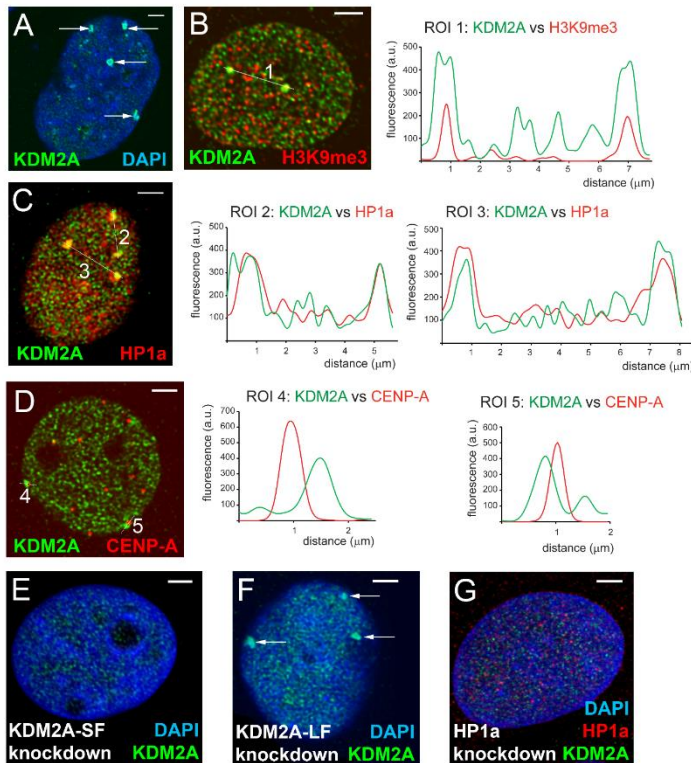 A
KDM2A DAPI
B
1
KDM2A H3K9me3
ROI 1: KDM2A vs H3K9me3
fluorescence (a.u.)
500
400
300
200
100
0
1 2 3 4 5 6 7
distance (μm)
C
2
3
KDM2A HP1a
ROI 2: KDM2A vs HP1a
fluorescence (a.u.)
500
400
300
200
100
0
1 2 3 4 5
distance (μm)
ROI 3: KDM2A vs HP1a
fluorescence (a.u.)
500
400
300
200
100
0
1 2 3 4 5 6 7 8
distance (μm)
D
4
5
KDM2A CENP-A
ROI 4: KDM2A vs CENP-A
fluorescence (a.u.)
700
600
500
400
300
200
100
0
1 2
distance (μm)
ROI 5: KDM2A vs CENP-A
fluorescence (a.u.)
700
600
500
400
300
200
100
0
1 2
distance (μm)
E
KDM2A-SF DAPI
knockdown KDM2A
F
KDM2A-LF DAPI
knockdown KDM2A
G
DAPI
HP1a HP1a
knockdown KDM2A